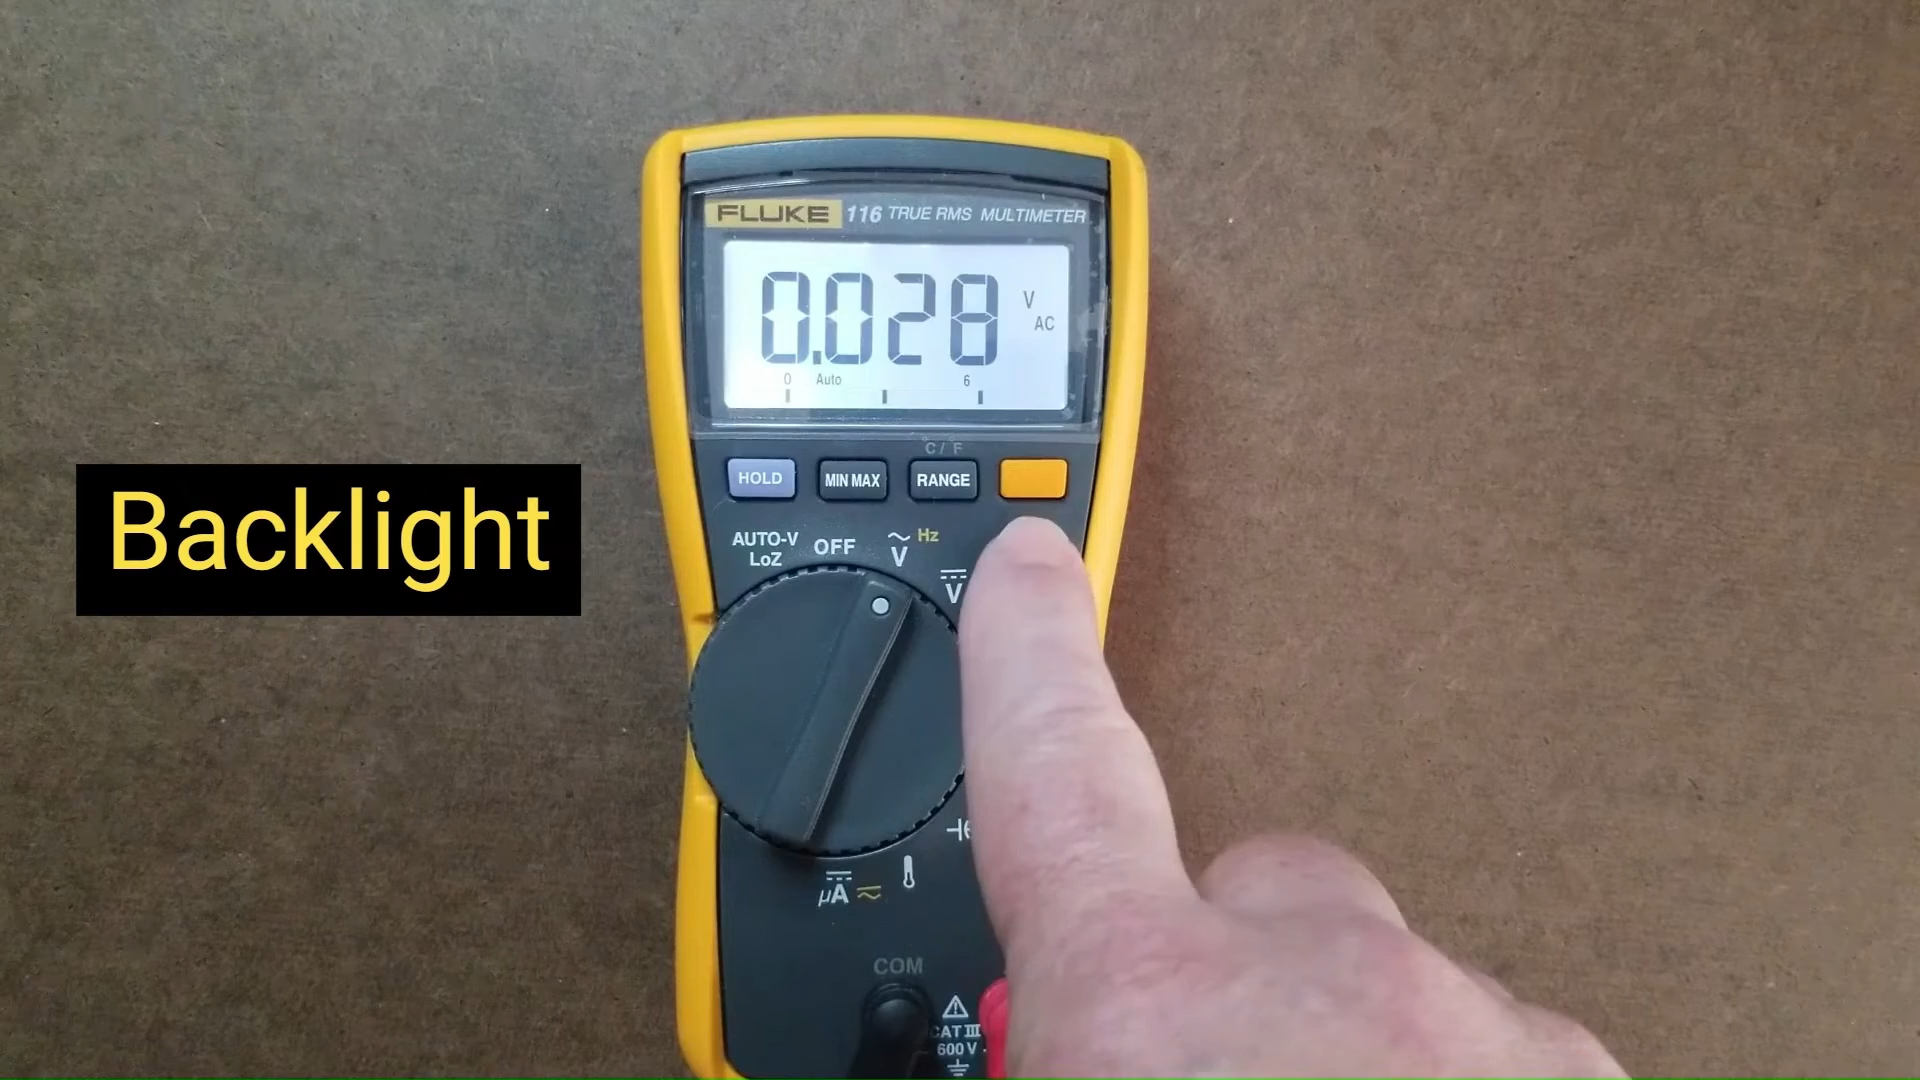 FLUKE 116 TRUE RMS MULTIMETER
0.028 V AC
0 Auto 6
C / F
HOLD MIN MAX RANGE
Backlight
AUTO-V LoZ
OFF
V Hz
V
µA
COM
CAT III
600 V